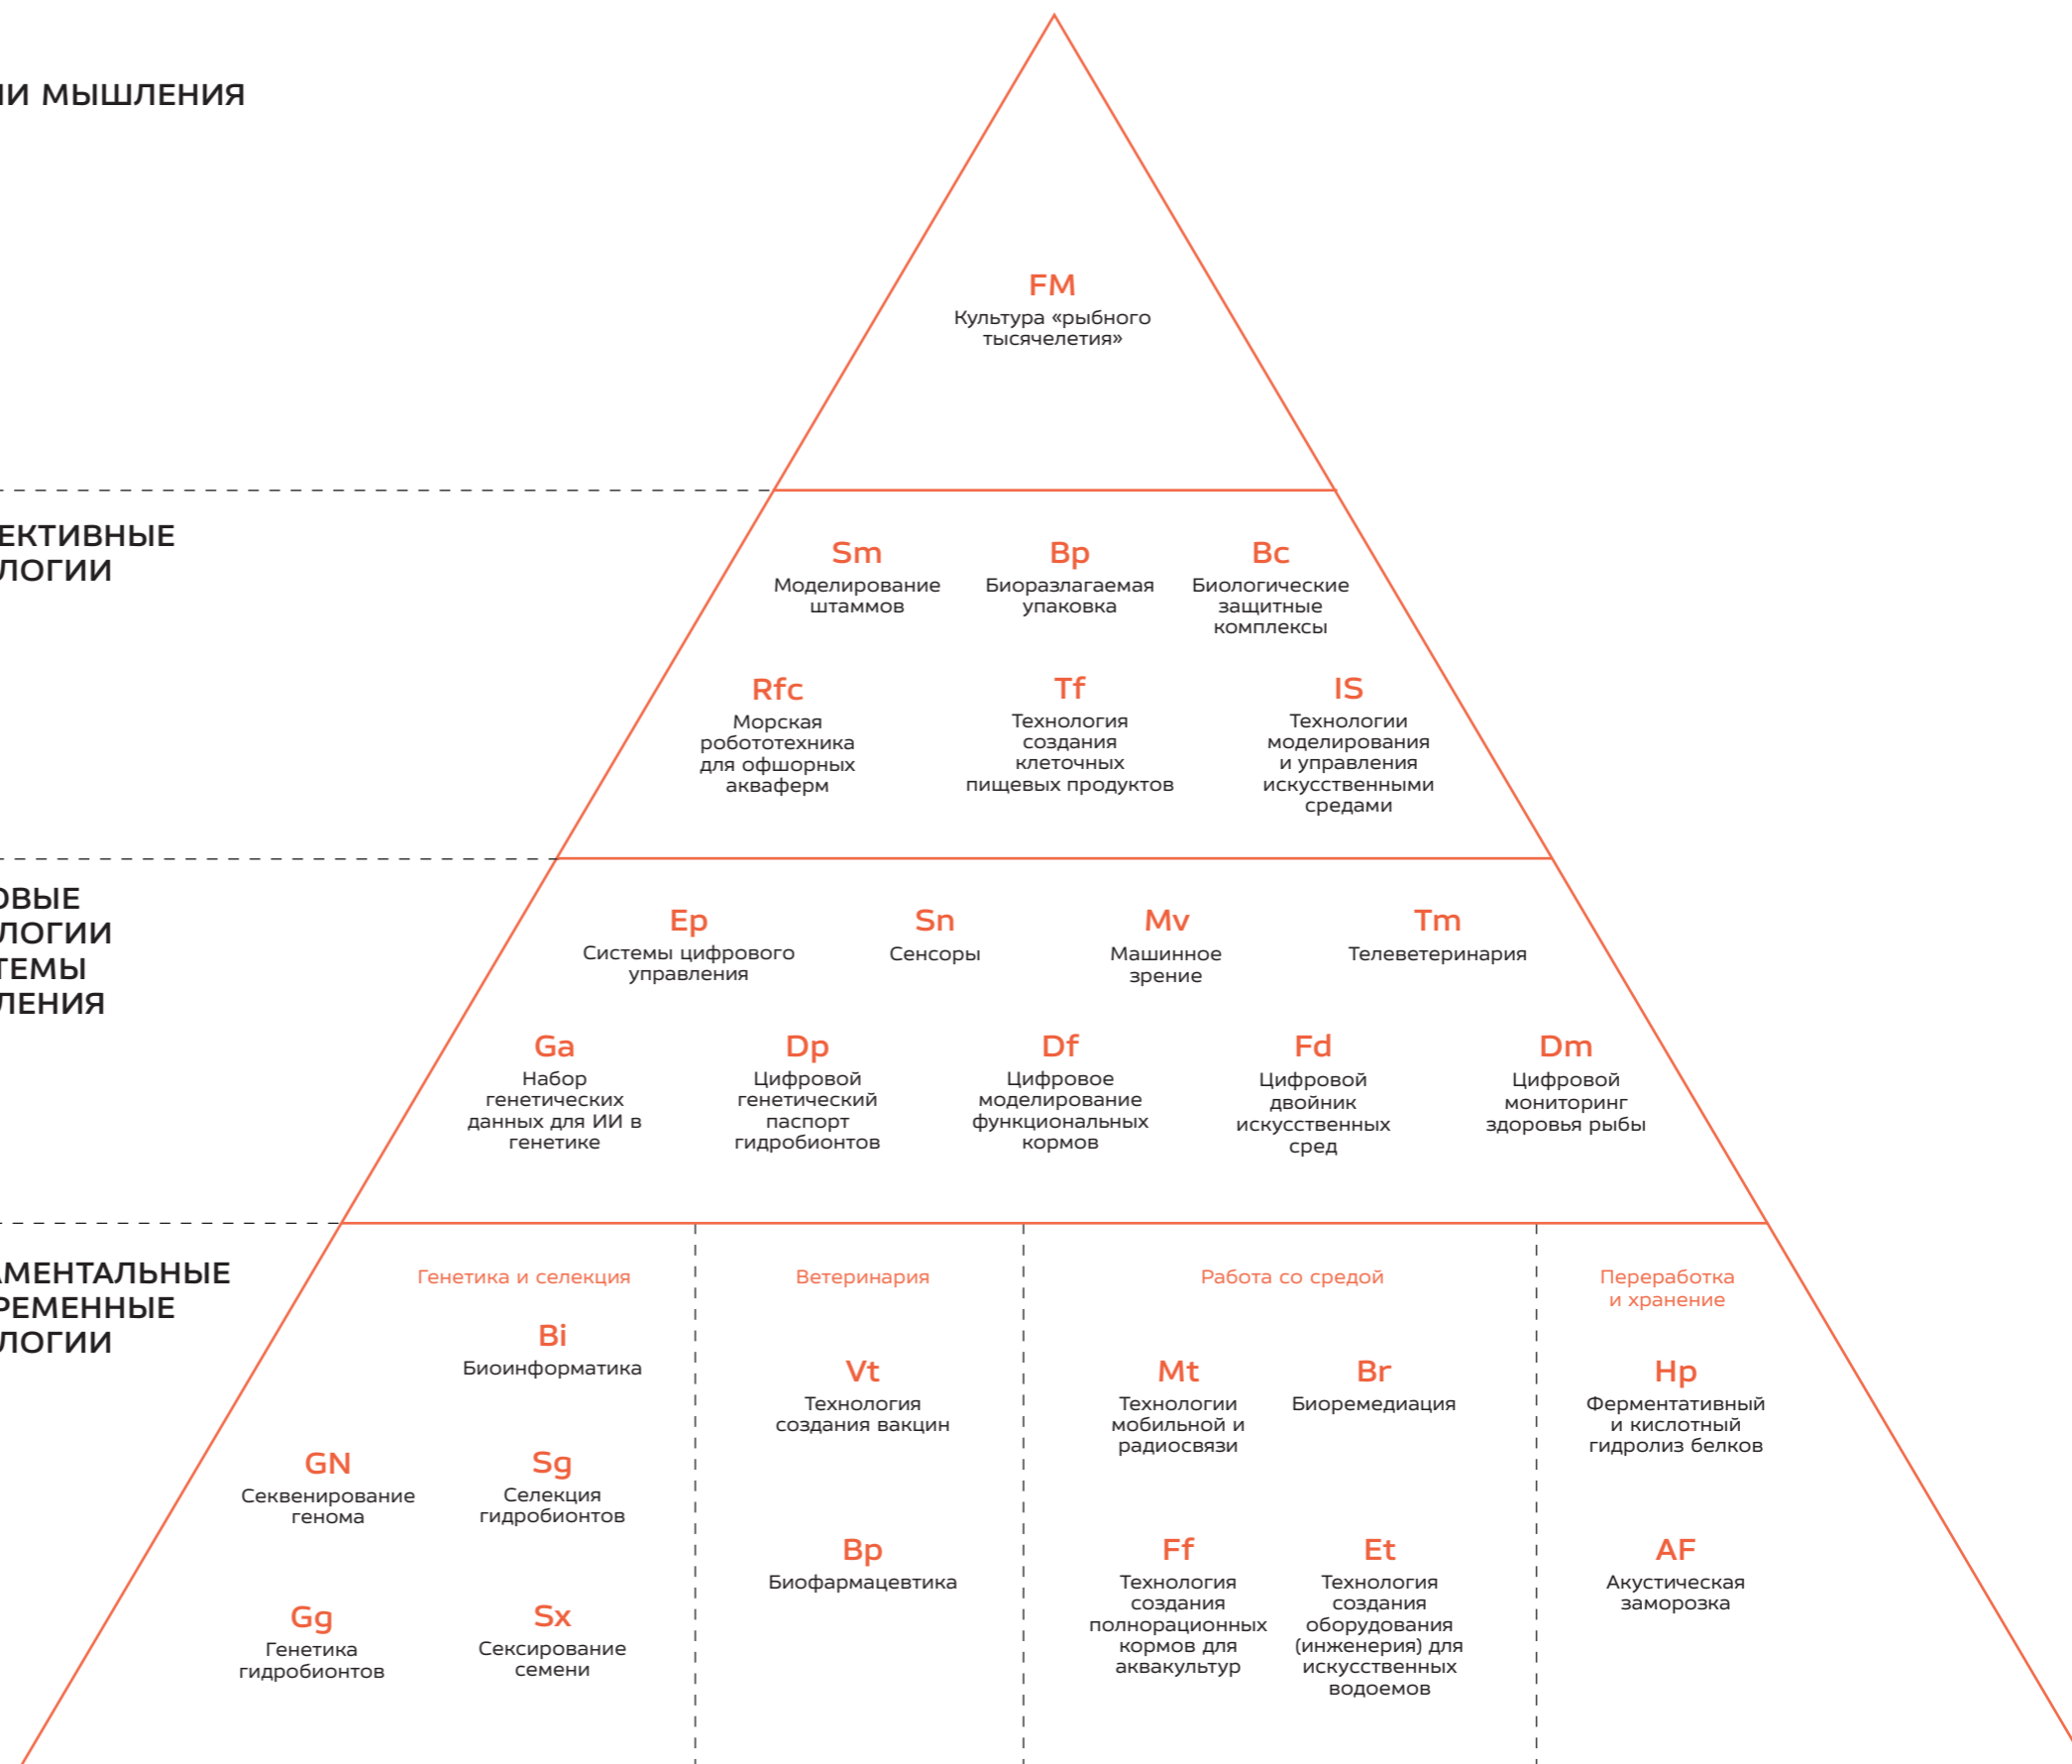 ИИ МЫШЛЕНИЯ
FM
Культура «рыбного
тысячелетия»
ЕКТИВНЫЕ
ЛОГИИ
Sm
Моделирование
штаммов
Bp
Биоразлагаемая
упаковка
Bc
Биологические
защитные
комплексы
Rfc
Морская
робототехника
для офшорных
акваферм
Tf
Технология
создания
клеточных
пищевых продуктов
IS
Технологии
моделирования
и управления
искусственными
средами
ОВЫЕ
ЛОГИИ
ТЕМЫ
ЛЕНИЯ
Ep
Системы цифрового
управления
Sn
Сенсоры
Mv
Машинное
зрение
Tm
Телеветеринария
Ga
Набор
генетических
данных для ИИ в
генетике
Dp
Цифровой
генетический
паспорт
гидробионтов
Df
Цифровое
моделирование
функциональных
кормов
Fd
Цифровой
двойник
искусственных
сред
Dm
Цифровой
мониторинг
здоровья рыбы
АМЕНТАЛЬНЫЕ
РЕМЕННЫЕ
ЛОГИИ
Генетика и селекция
Bi
Биоинформатика
GN
Секвенирование
генома
Sg
Селекция
гидробионтов
Gg
Генетика
гидробионтов
Sx
Сексирование
семени
Ветеринария
Vt
Технология
создания вакцин
Bp
Биофармацевтика
Работа со средой
Mt
Технологии
мобильной и
радиосвязи
Br
Биоремедиация
Ff
Технология
создания
полнорационных
кормов для
аквакультур
Et
Технология
создания
оборудования
(инженерия) для
искусственных
водоемов
Переработка
и хранение
Hp
Ферментативный
и кислотный
гидролиз белков
AF
Акустическая
заморозка